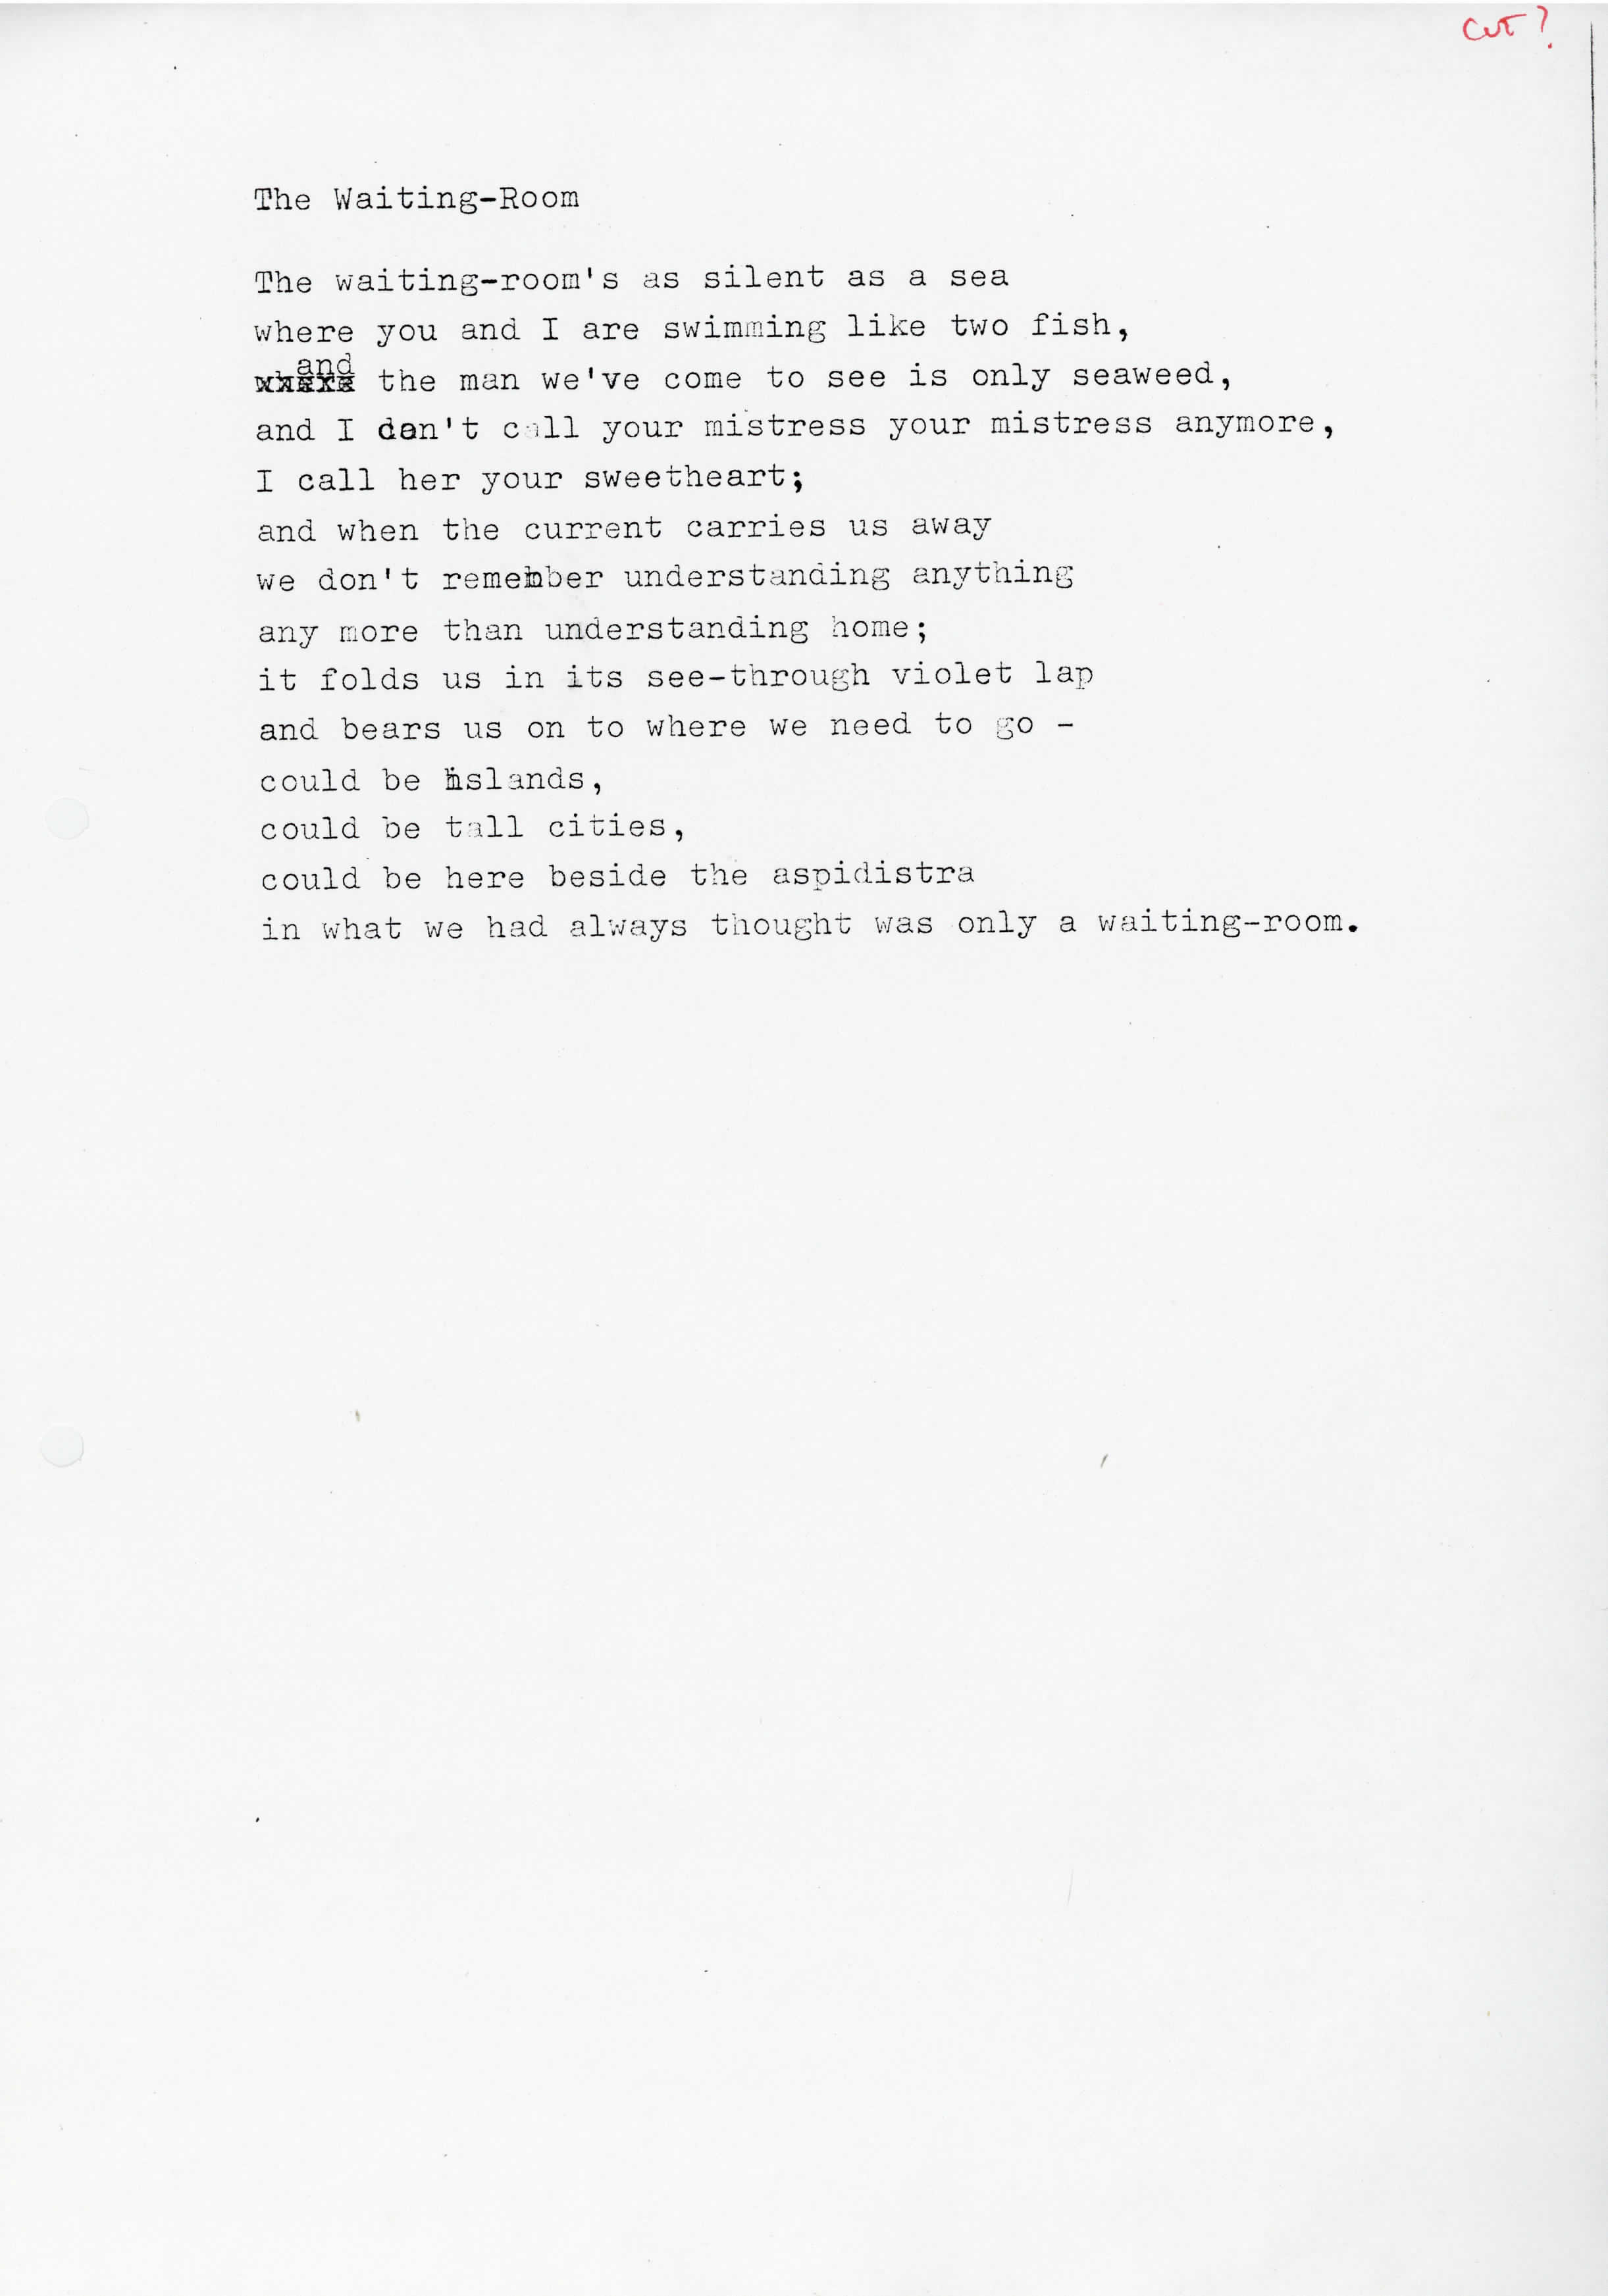 CUT?
The Waiting-Room
The waiting-room's as silent as a sea
where you and I are swimming like two fish,
and
where the man we've come to see is only seaweed,
and I don't call your mistress your mistress anymore,
I call her your sweetheart;
and when the current carries us away
we don't remember understanding anything
any more than understanding home;
it folds us in its see-through violet lap
and bears us on to where we need to go -
could be islands,
could be tall cities,
could be here beside the aspidistra
in what we had always thought was only a waiting-room.